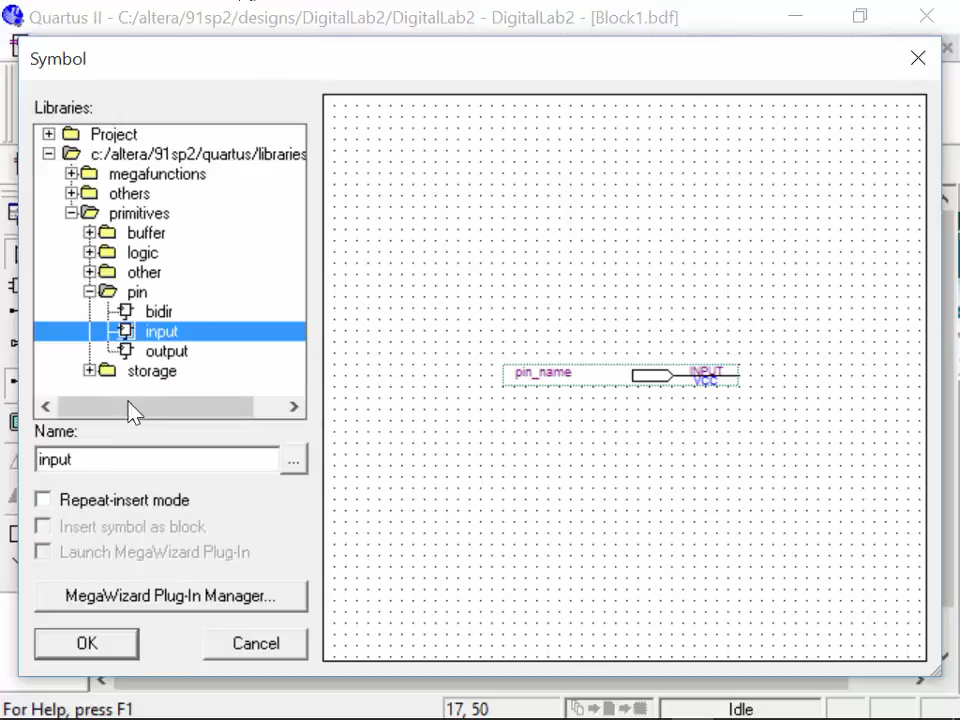 Quartus II - C:/altera/91sp2/designs/DigitalLab2/DigitalLab2 - DigitalLab2 - [Block1.bdf]
Symbol
Libraries:
Project
c:/altera/91sp2/quartus/libraries
megafunctions
others
primitives
buffer
logic
other
pin
bidir
input
output
storage
pin_name
INPUT
VCC
Name:
input
...
Repeat-insert mode
Insert symbol as block
Launch MegaWizard Plug-In
MegaWizard Plug-In Manager...
OK
Cancel
For Help, press F1
17, 50
Idle